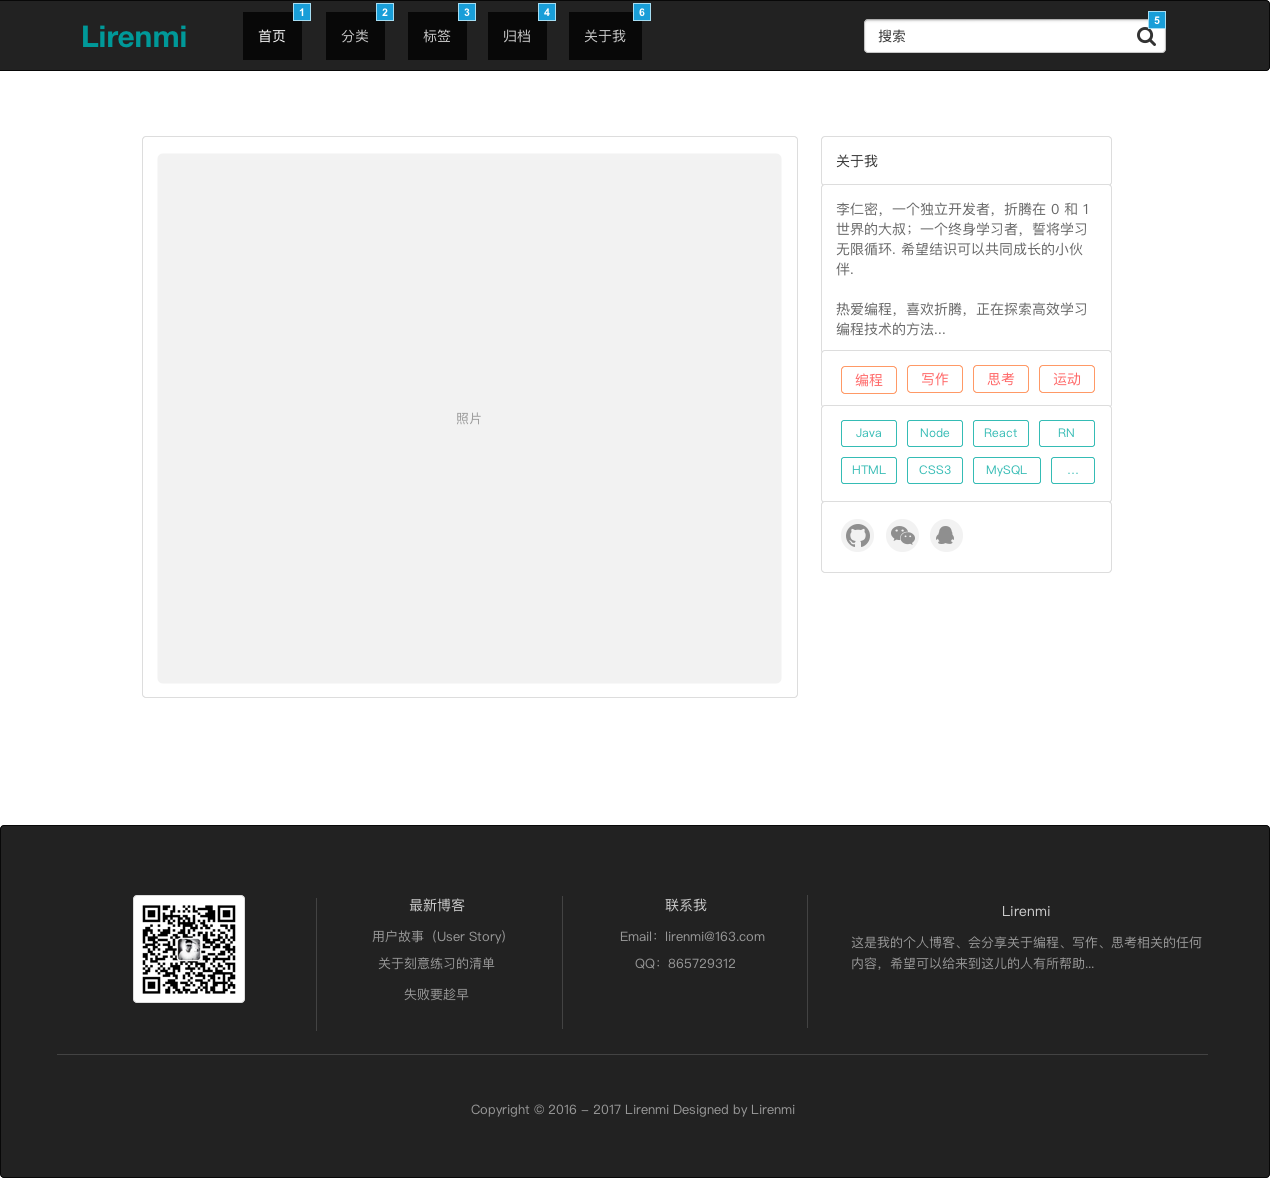 Lirenmi
首页 1
分类 2
标签 3
归档 4
关于我 6
搜索 5
照片
关于我
李仁密，一个独立开发者，折腾在 0 和 1
世界的大叔；一个终身学习者，誓将学习
无限循环. 希望结识可以共同成长的小伙
伴.
热爱编程，喜欢折腾，正在探索高效学习
编程技术的方法...
编程 写作 思考 运动
Java Node React RN
HTML CSS3 MySQL ...
最新博客
用户故事（User Story）
关于刻意练习的清单
失败要趁早
联系我
Email：lirenmi@163.com
QQ：865729312
Lirenmi
这是我的个人博客、会分享关于编程、写作、思考相关的任何
内容，希望可以给来到这儿的人有所帮助...
Copyright © 2016 - 2017 Lirenmi Designed by Lirenmi